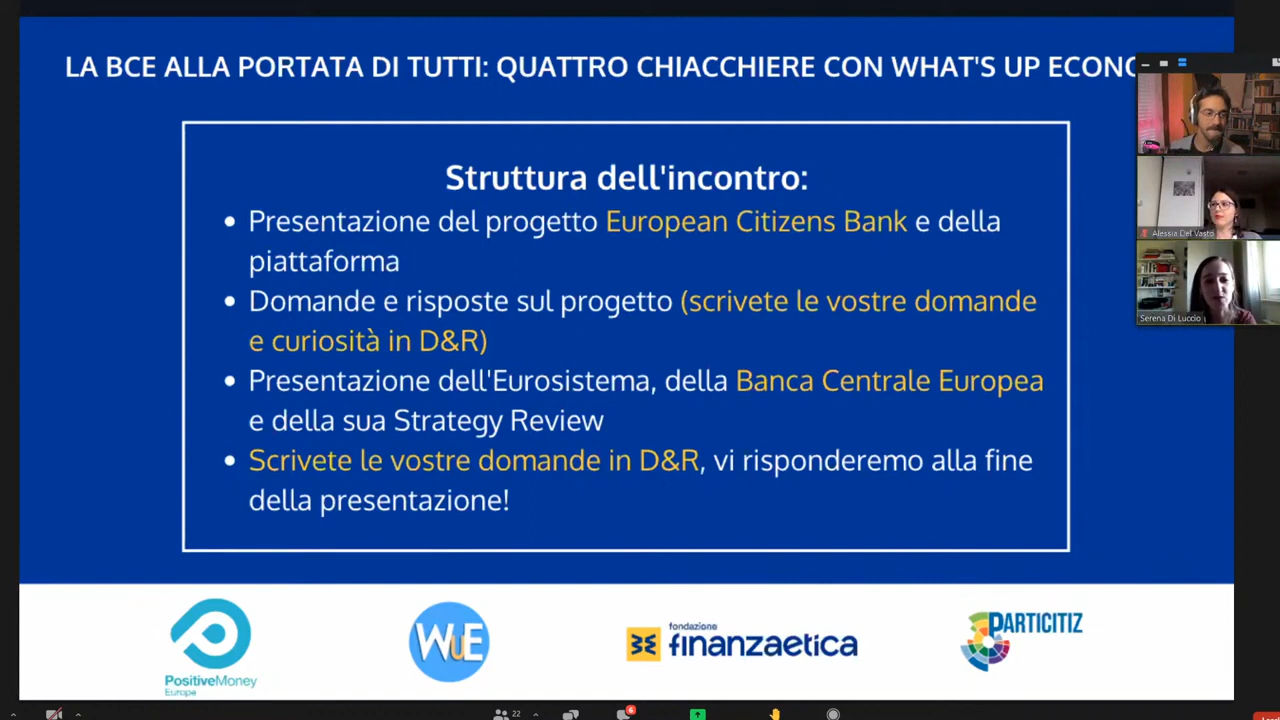 LA BCE ALLA PORTATA DI TUTTI: QUATTRO CHIACCHIERE CON WHAT'S UP ECONO
Struttura dell'incontro:
• Presentazione del progetto European Citizens Bank e della
piattaforma
• Domande e risposte sul progetto (scrivete le vostre domande
e curiosità in D&R)
• Presentazione dell'Eurosistema, della Banca Centrale Europea
e della sua Strategy Review
• Scrivete le vostre domande in D&R, vi risponderemo alla fine
della presentazione!
Alessia Del Vasto
Serena Di Luccio
PositiveMoney
Europe
WuE
fondazione
finanzaetica
PARTICITIZ
22
6